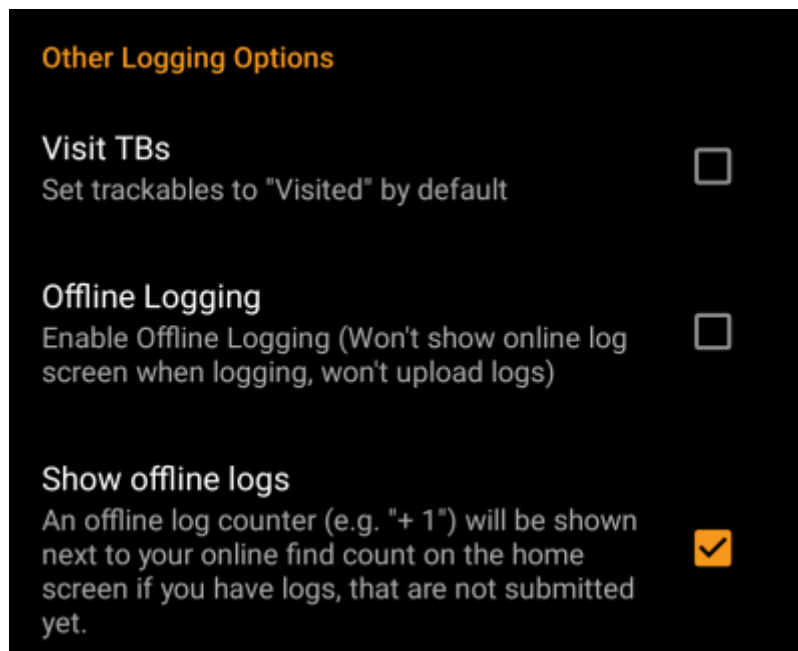 Other Logging Options
Visit TBs
Set trackables to "Visited" by default
Offline Logging
Enable Offline Logging (Won't show online log
screen when logging, won't upload logs)
Show offline logs
An offline log counter (e.g. "+ 1") will be shown
next to your online find count on the home
screen if you have logs, that are not submitted
yet.